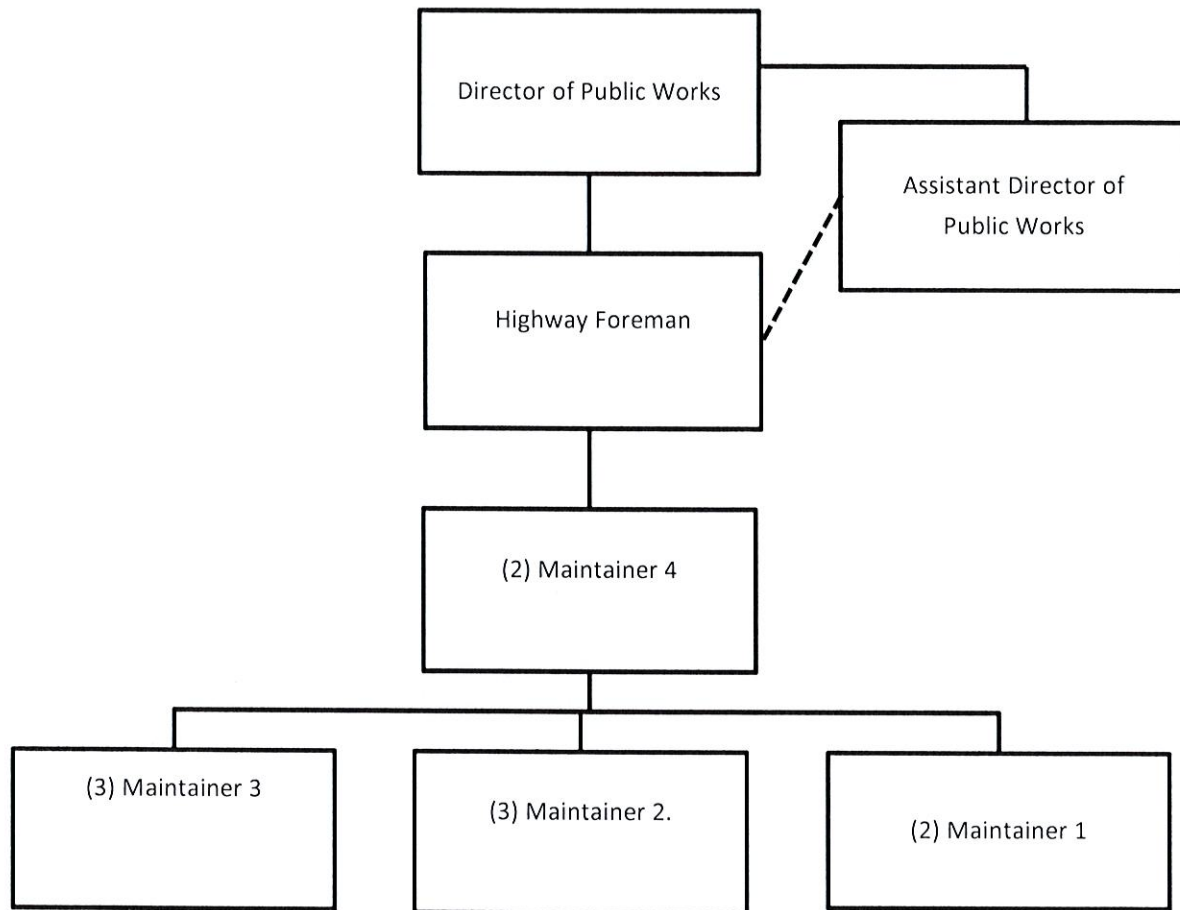 Director of Public Works
Assistant Director of
Public Works
Highway Foreman
(2) Maintainer 4
(3) Maintainer 3
(3) Maintainer 2.
(2) Maintainer 1